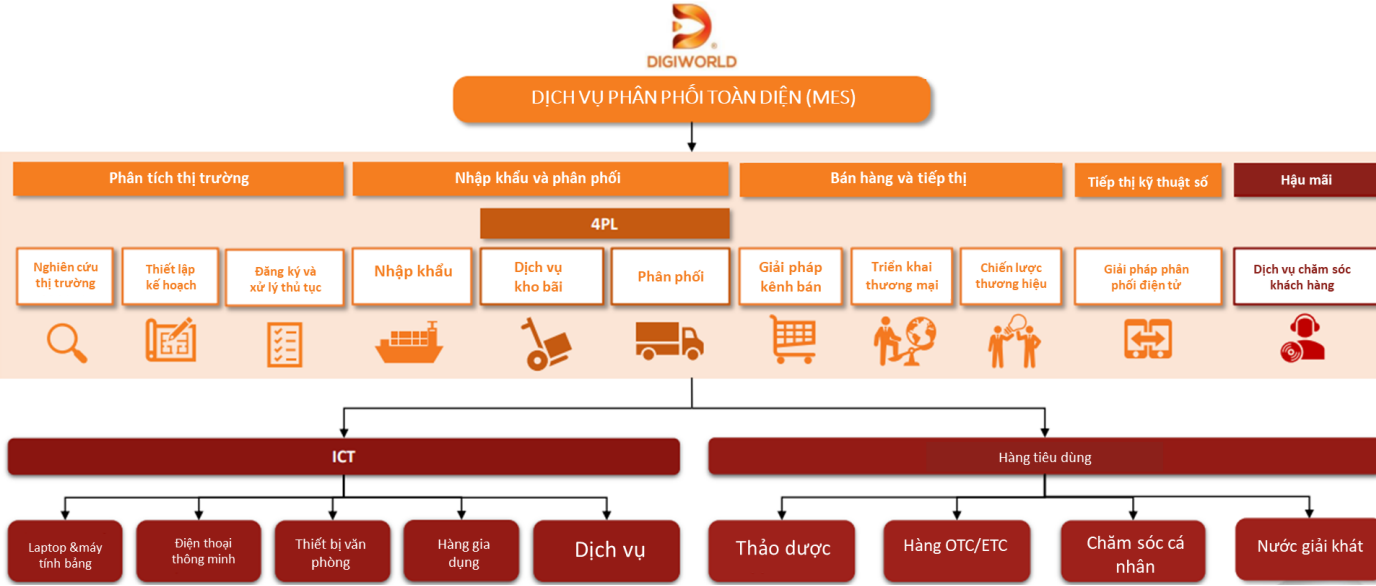 DIGIWORLD
DỊCH VỤ PHÂN PHỐI TOÀN DIỆN (MES)
Phân tích thị trường
Nhập khẩu và phân phối
Bán hàng và tiếp thị
Tiếp thị kỹ thuật số
Hậu mãi
4PL
Nghiên cứu
thị trường
Thiết lập
kế hoạch
Đăng ký và
xử lý thủ tục
Nhập khẩu
Dịch vụ
kho bãi
Phân phối
Giải pháp
kênh bán
Triển khai
thương mại
Chiến lược
thương hiệu
Giải pháp phân
phối điện tử
Dịch vụ chăm sóc
khách hàng
ICT
Hàng tiêu dùng
Laptop &máy
tính bảng
Điện thoại
thông minh
Thiết bị văn
phòng
Hàng gia
dụng
Dịch vụ
Thảo dược
Hàng OTC/ETC
Chăm sóc cá
nhân
Nước giải khát